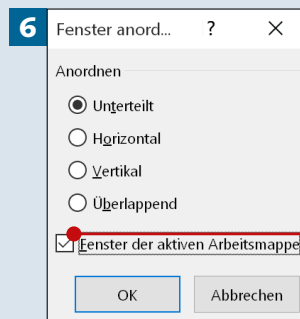 6
Fenster anord... ?
Anordnen
Unterteilt
Horizontal
Vertikal
Überlappend
Fenster der aktiven Arbeitsmappe
OK Abbrechen